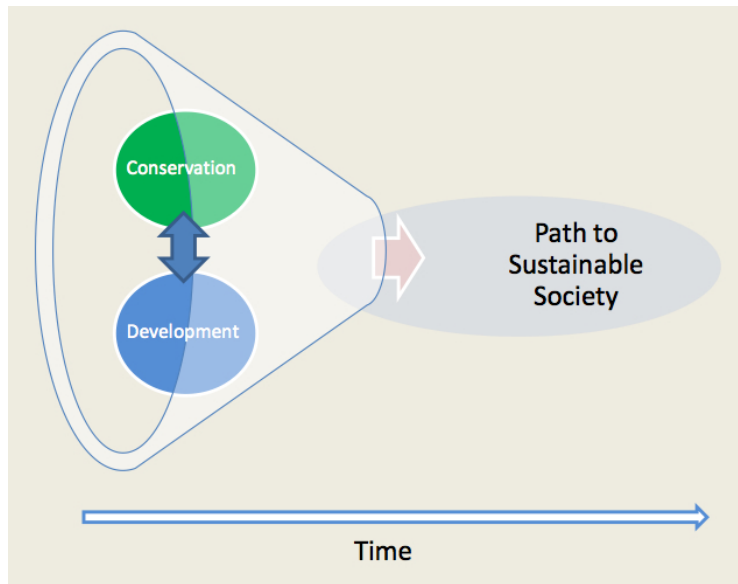 Conservation
Development
Path to
Sustainable
Society
Time